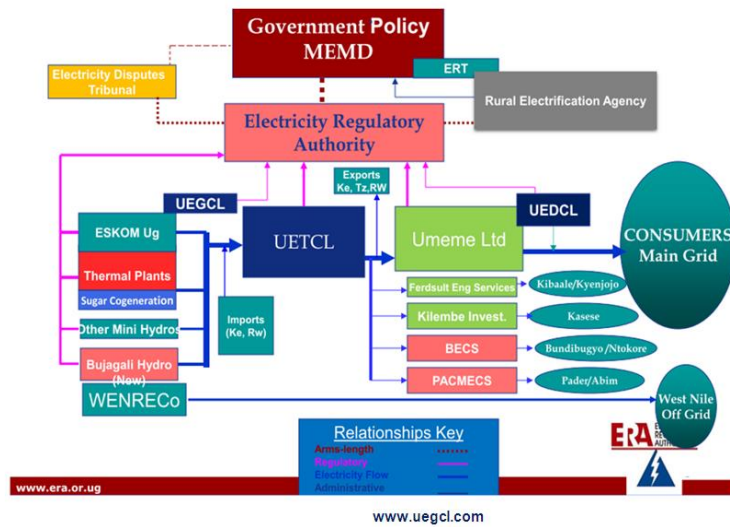 Government Policy
MEMD
ERT
Electricity Disputes
Tribunal
Rural Electrification Agency
Electricity Regulatory
Authority
Exports
Ke, Tz,RW
UEGCL
UEDCL
ESKOM Ug
UETCL
Umeme Ltd
CONSUMERS
Main Grid
Thermal Plants
Sugar Cogeneration
Ferdsult Eng Services
Kibaale/Kyenjojo
Imports
(Ke, Rw)
Other Mini Hydros
Kilembe Invest.
Kasese
Bujagali Hydro
(New)
BECS
Bundibugyo/Ntokore
WENRECo
PACMECS
Pader/Abim
West Nile
Off Grid
Relationships Key
Arms-length
Regulatory
Electricity Flow
Administrative
ERA
www.era.or.ug
www.uegcl.com